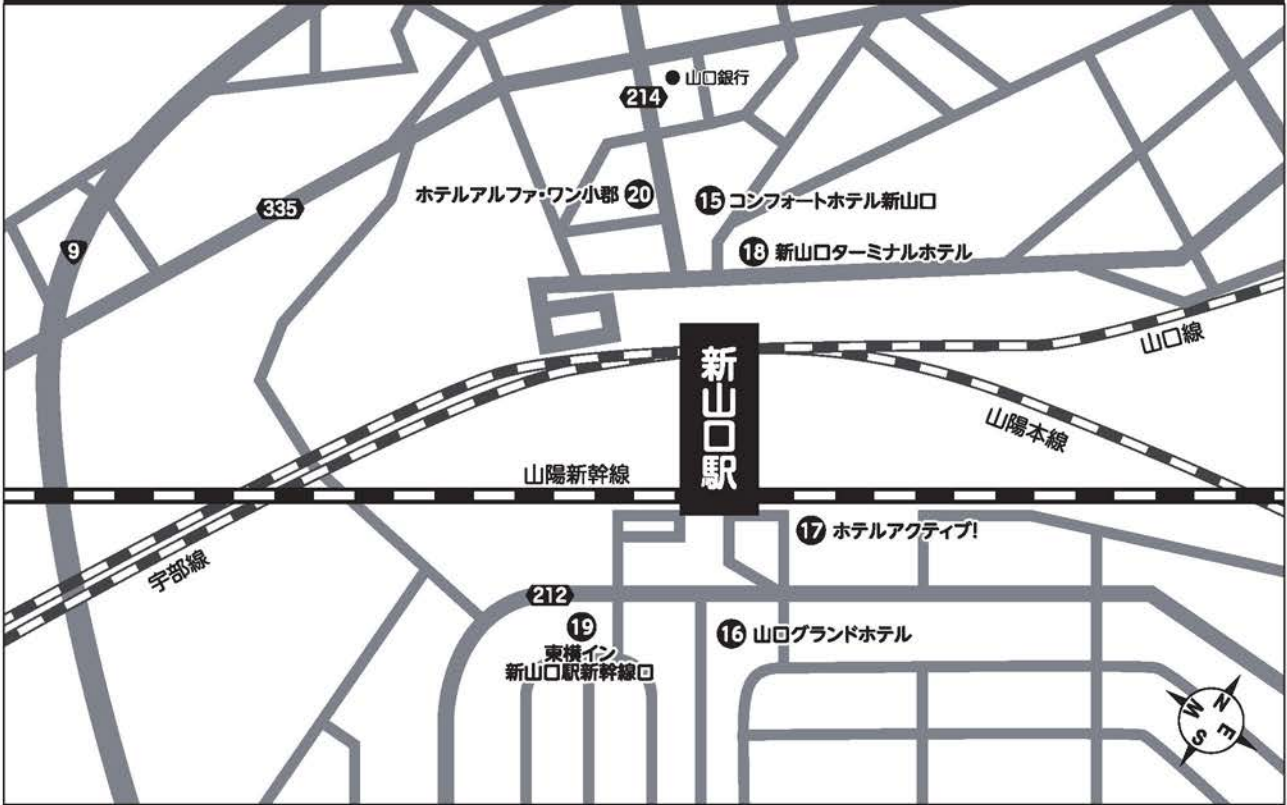 山口銀行
214
ホテルアルファ・ワン小郡 20
15 コンフォートホテル新山口
335
9
18 新山口ターミナルホテル
山口線
新山口駅
山陽本線
山陽新幹線
17 ホテルアクティブ!
宇部線
212
19
東横イン
新山口駅新幹線口
16 山口グランドホテル
N
W
E
S